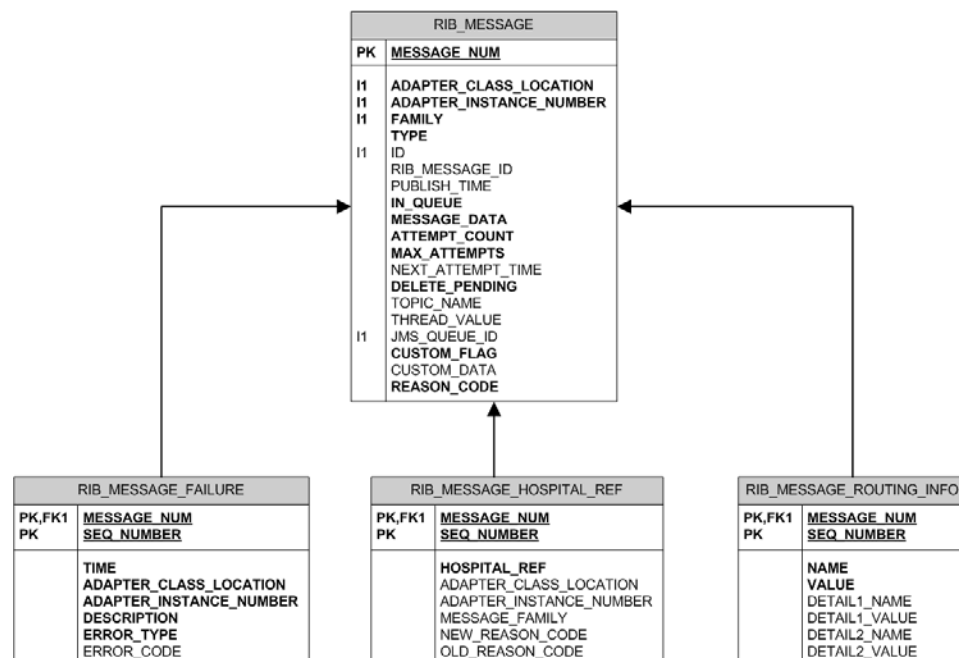 RIB_MESSAGE
PK MESSAGE_NUM
I1 ADAPTER_CLASS_LOCATION
I1 ADAPTER_INSTANCE_NUMBER
I1 FAMILY
TYPE
I1 ID
RIB_MESSAGE_ID
PUBLISH_TIME
IN_QUEUE
MESSAGE_DATA
ATTEMPT_COUNT
MAX_ATTEMPTS
NEXT_ATTEMPT_TIME
DELETE_PENDING
TOPIC_NAME
THREAD_VALUE
I1 JMS_QUEUE_ID
CUSTOM_FLAG
CUSTOM_DATA
REASON_CODE
RIB_MESSAGE_FAILURE
PK,FK1 MESSAGE_NUM
PK SEQ_NUMBER
TIME
ADAPTER_CLASS_LOCATION
ADAPTER_INSTANCE_NUMBER
DESCRIPTION
ERROR_TYPE
ERROR_CODE
RIB_MESSAGE_HOSPITAL_REF
PK,FK1 MESSAGE_NUM
PK SEQ_NUMBER
HOSPITAL_REF
ADAPTER_CLASS_LOCATION
ADAPTER_INSTANCE_NUMBER
MESSAGE_FAMILY
NEW_REASON_CODE
OLD_REASON_CODE
RIB_MESSAGE_ROUTING_INFO
PK,FK1 MESSAGE_NUM
PK SEQ_NUMBER
NAME
VALUE
DETAIL1_NAME
DETAIL1_VALUE
DETAIL2_NAME
DETAIL2_VALUE